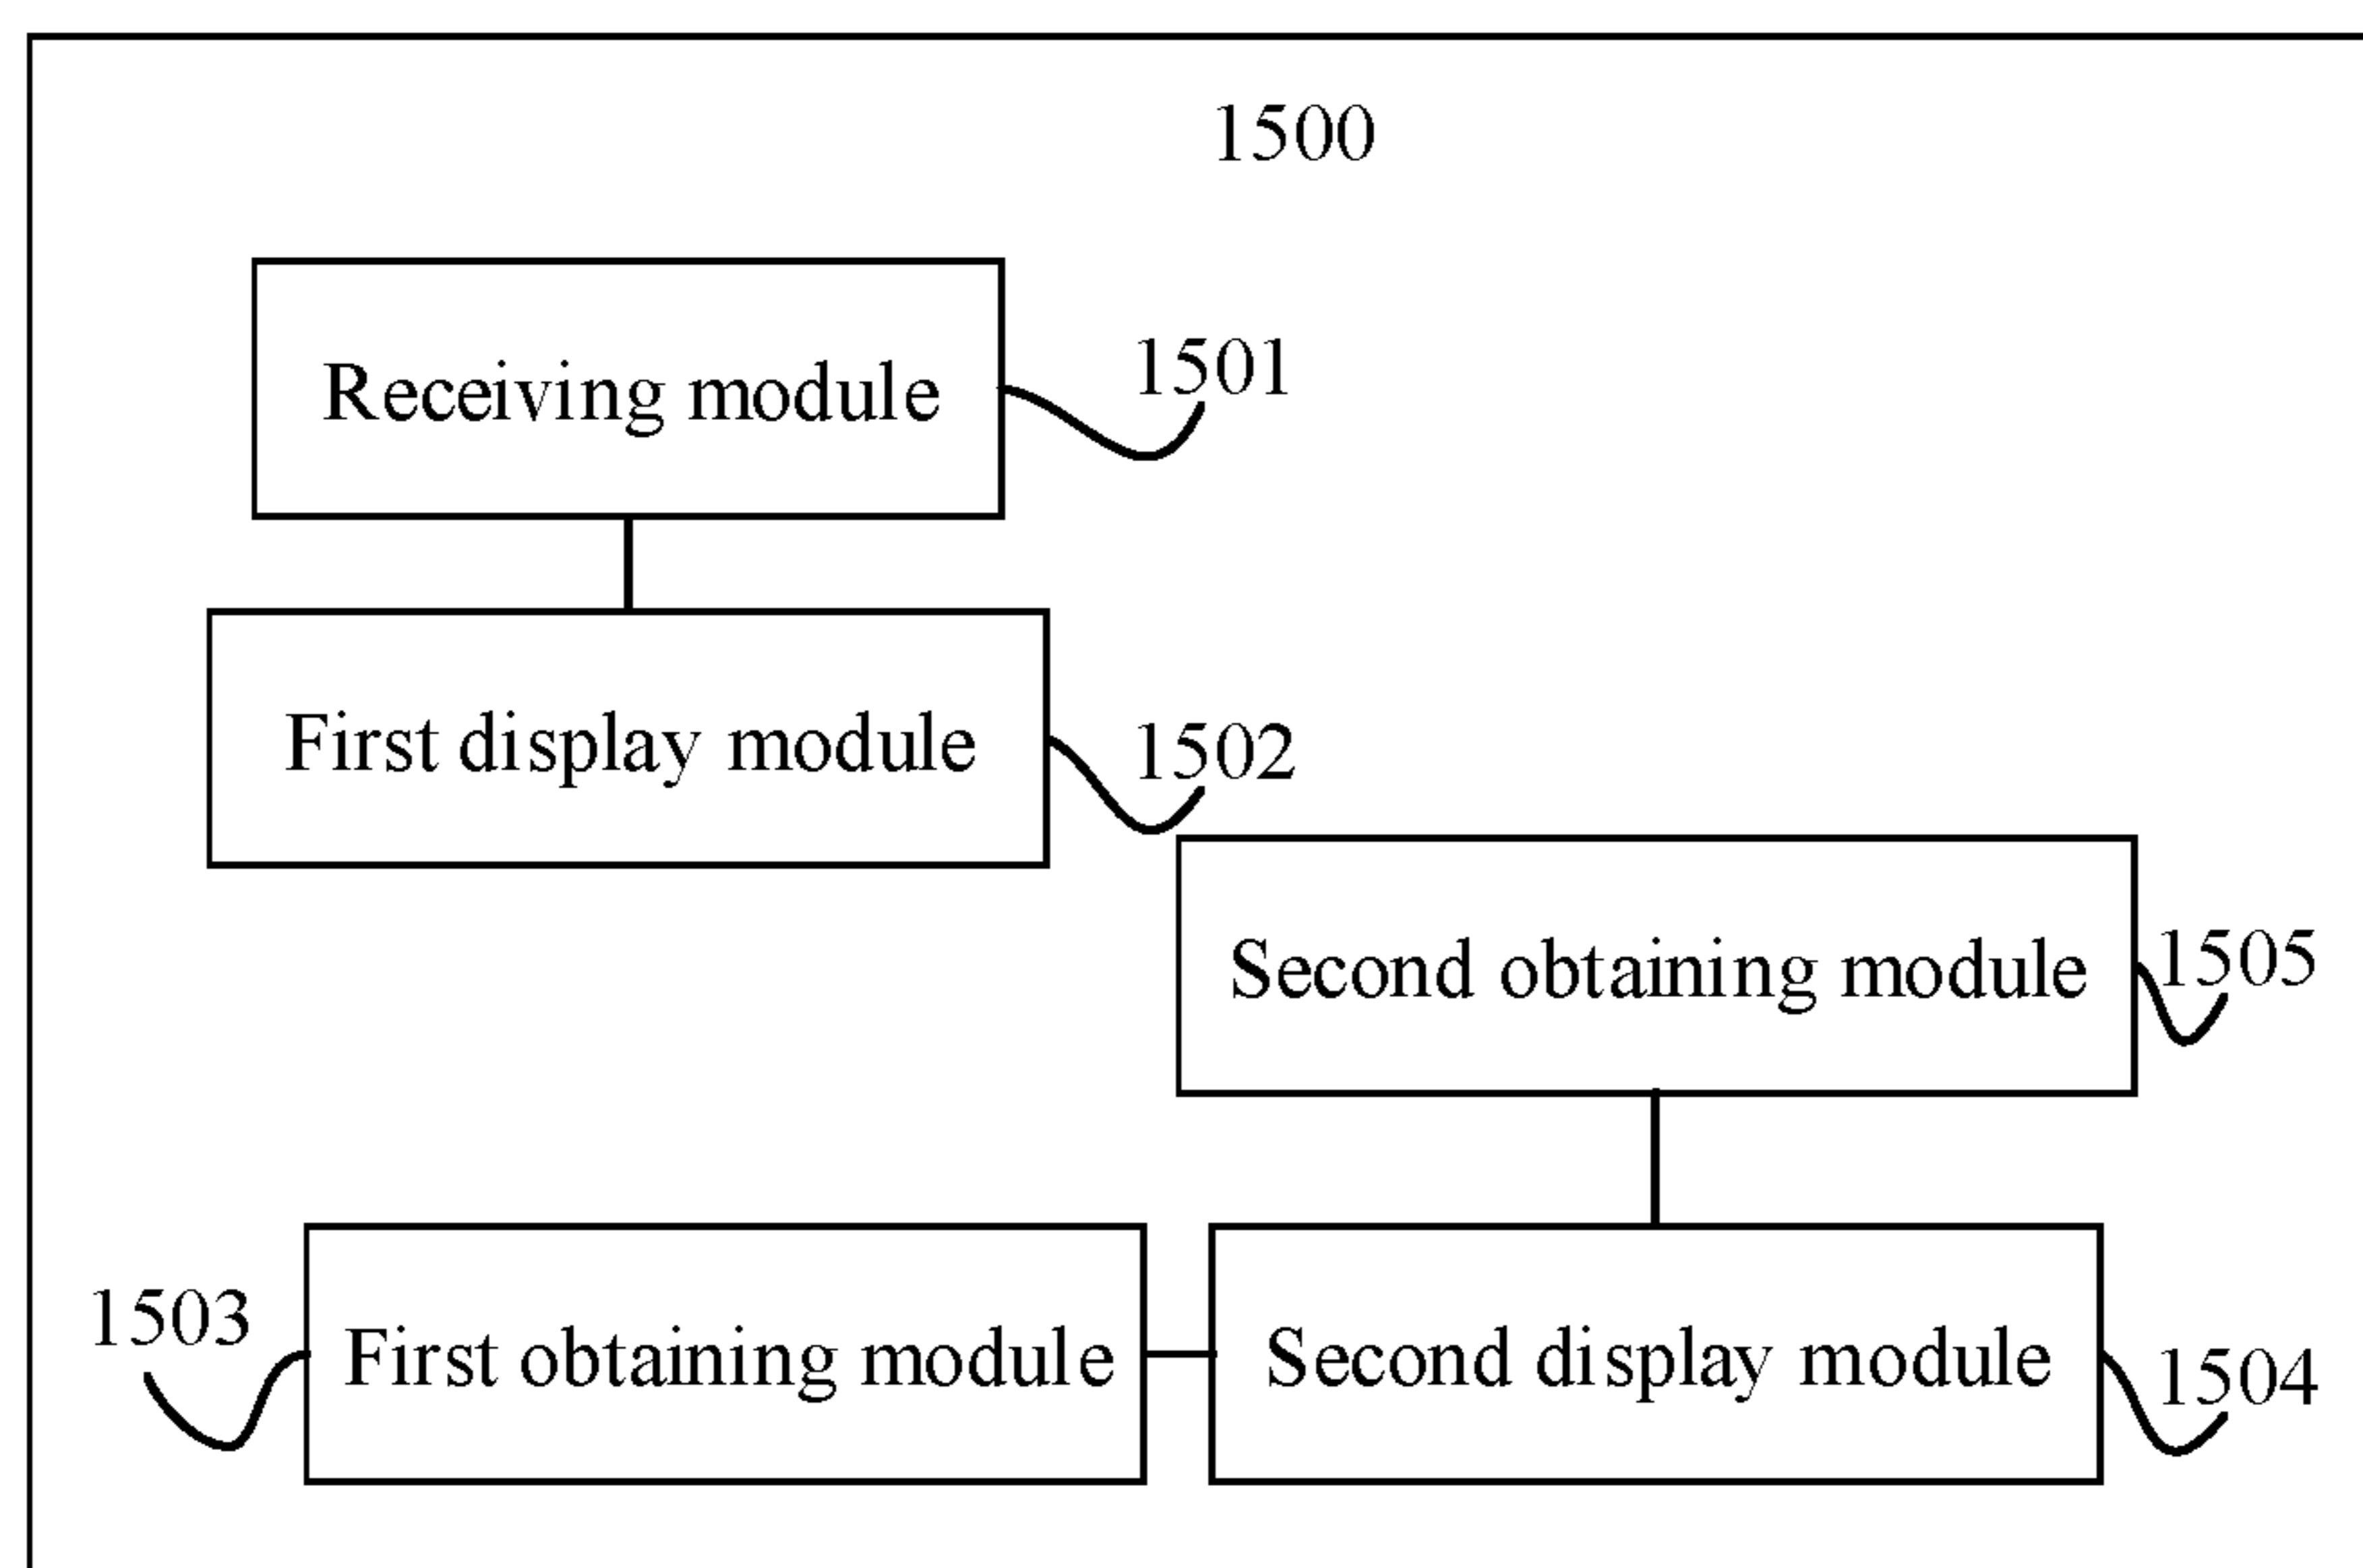 1500
Receiving module
1501
First display module
1502
Second obtaining module
1505
1503
First obtaining module
Second display module
1504